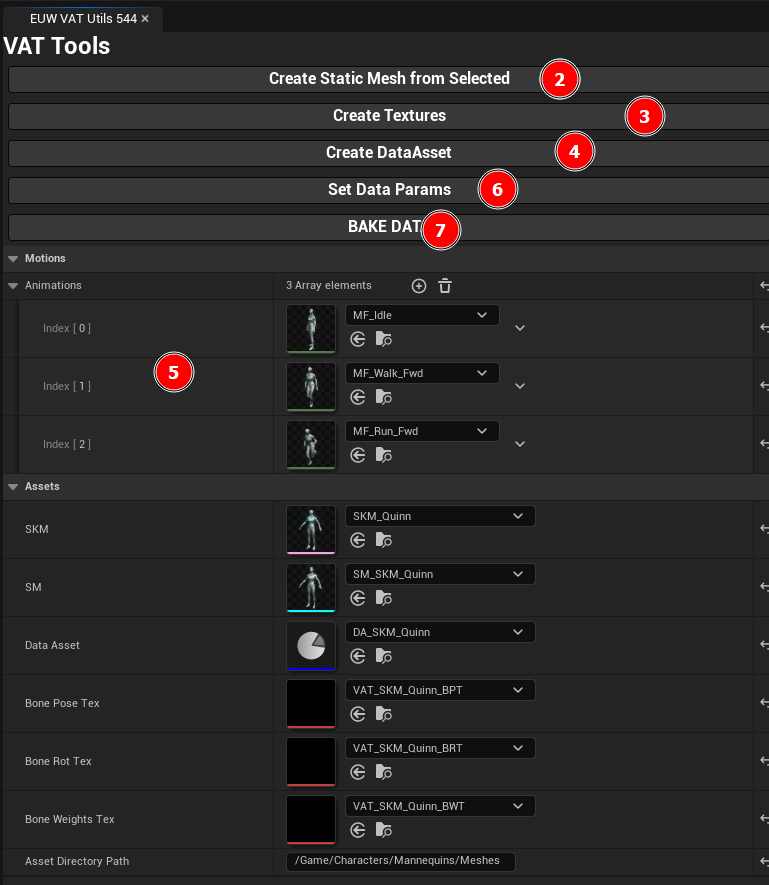 EUW VAT Utils 544 ×
VAT Tools
Create Static Mesh from Selected 2
Create Textures 3
Create DataAsset 4
Set Data Params 6
BAKE DAT 7
Motions
Animations 3 Array elements
Index [ 0 ] MF_Idle
5
Index [ 1 ] MF_Walk_Fwd
Index [ 2 ] MF_Run_Fwd
Assets
SKM SKM_Quinn
SM SM_SKM_Quinn
Data Asset DA_SKM_Quinn
Bone Pose Tex VAT_SKM_Quinn_BPT
Bone Rot Tex VAT_SKM_Quinn_BRT
Bone Weights Tex VAT_SKM_Quinn_BWT
Asset Directory Path /Game/Characters/Mannequins/Meshes